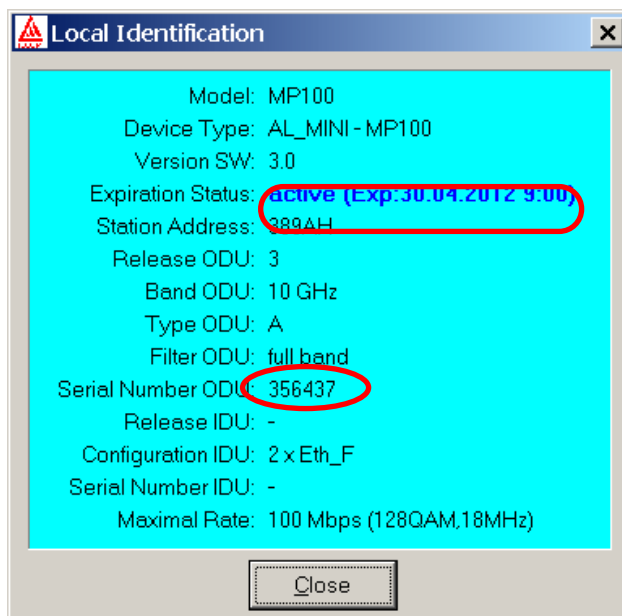 Local Identification
Model: MP100
Device Type: AL_MINI - MP100
Version SW: 3.0
Expiration Status: active (Exp:30.04.2012 9:00)
Station Address: 389AH
Release ODU: 3
Band ODU: 10 GHz
Type ODU: A
Filter ODU: full band
Serial Number ODU: 356437
Release IDU: -
Configuration IDU: 2 x Eth_F
Serial Number IDU: -
Maximal Rate: 100 Mbps (128QAM,18MHz)
Close